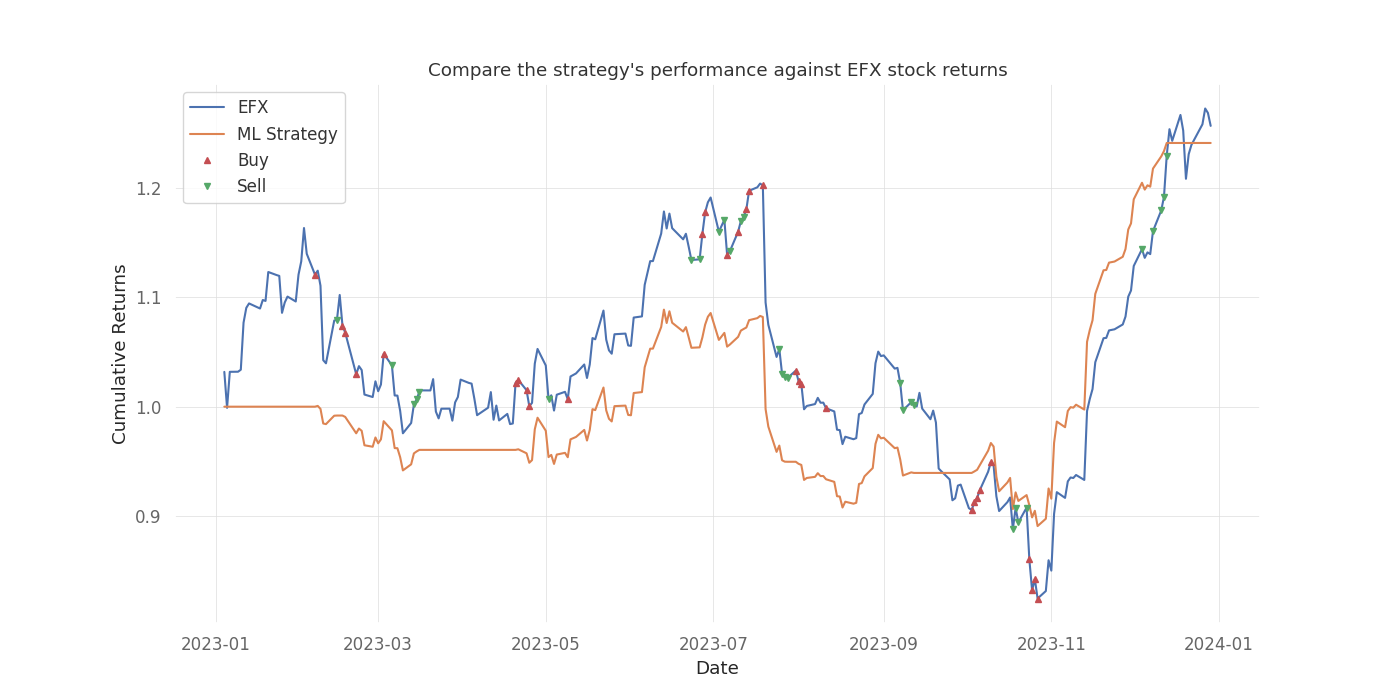 Compare the strategy's performance against EFX stock returns
EFX
ML Strategy
Buy
Sell
Cumulative Returns
1.2
1.1
1.0
0.9
2023-01
2023-03
2023-05
2023-07
2023-09
2023-11
2024-01
Date